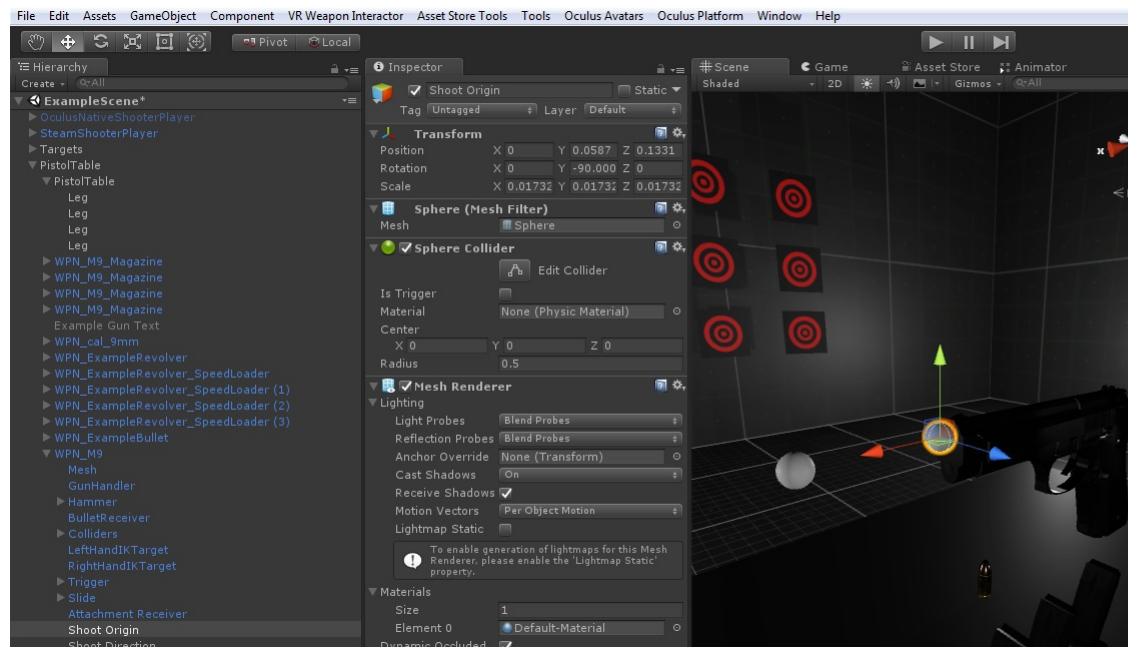 File Edit Assets GameObject Component VR Weapon Interactor Asset Store Tools Tools Oculus Avatars Oculus Platform Window Help
Pivot Local
Hierarchy
Create All
ExampleScene*
OculusNativeShooterPlayer
SteamShooterPlayer
Targets
PistolTable
PistolTable
Leg
Leg
Leg
Leg
WPN_M9_Magazine
WPN_M9_Magazine
WPN_M9_Magazine
WPN_M9_Magazine
Example Gun Text
WPN_cal_9mm
WPN_ExampleRevolver
WPN_ExampleRevolver_SpeedLoader
WPN_ExampleRevolver_SpeedLoader (1)
WPN_ExampleRevolver_SpeedLoader (2)
WPN_ExampleRevolver_SpeedLoader (3)
WPN_ExampleBullet
WPN_M9
Mesh
GunHandler
Hammer
BulletReceiver
Colliders
LeftHandIKTarget
RightHandIKTarget
Trigger
Slide
Attachment Receiver
Shoot Origin
Shoot Direction
Inspector
Shoot Origin Static
Tag Untagged Layer Default
Transform
Position X 0 Y 0.0587 Z 0.1331
Rotation X 0 Y -90.000 Z 0
Scale X 0.01732 Y 0.01732 Z 0.01732
Sphere (Mesh Filter)
Mesh Sphere
Sphere Collider
Edit Collider
Is Trigger
Material None (Physic Material)
Center
X 0 Y 0 Z 0
Radius 0.5
Mesh Renderer
Lighting
Light Probes Blend Probes
Reflection Probes Blend Probes
Anchor Override None (Transform)
Cast Shadows On
Receive Shadows
Motion Vectors Per Object Motion
Lightmap Static
To enable generation of lightmaps for this Mesh
Renderer, please enable the 'Lightmap Static'
property.
Materials
Size 1
Element 0 Default-Material
Dynamic Occluded
Scene Game Asset Store Animator
Shaded 2D Gizmos All
x